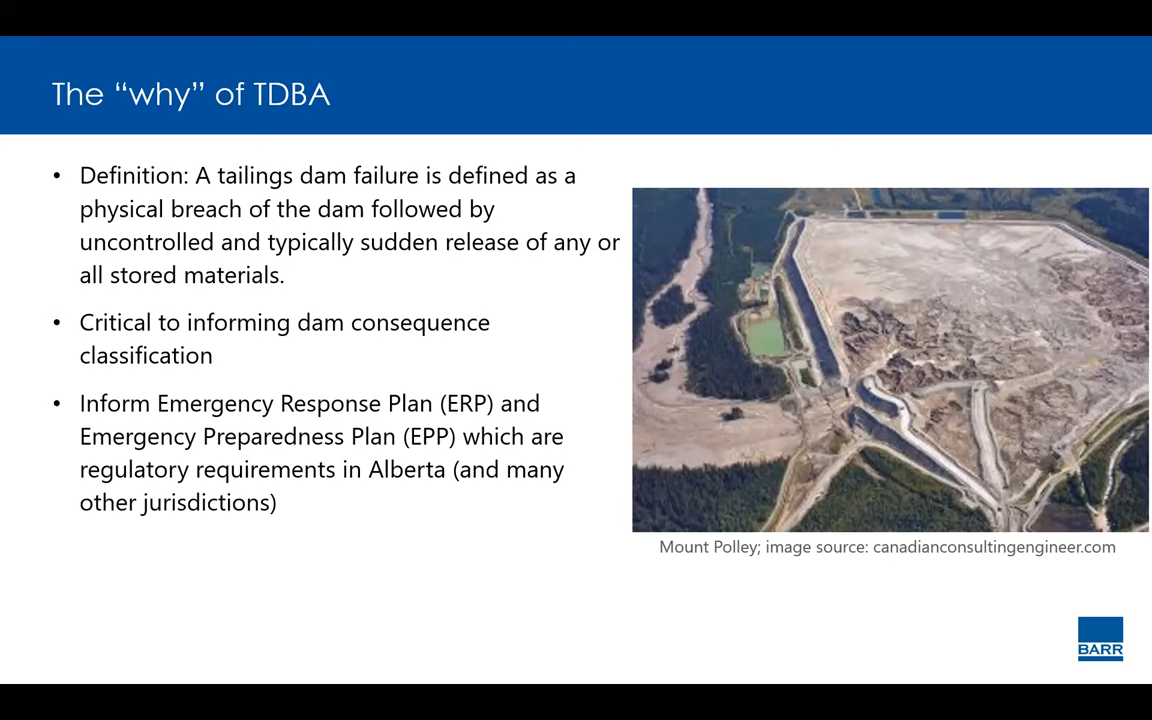 The “why” of TDBA
• Definition: A tailings dam failure is defined as a
physical breach of the dam followed by
uncontrolled and typically sudden release of any or
all stored materials.
• Critical to informing dam consequence
classification
• Inform Emergency Response Plan (ERP) and
Emergency Preparedness Plan (EPP) which are
regulatory requirements in Alberta (and many
other jurisdictions)
Mount Polley; image source: canadianconsultingengineer.com
BARR